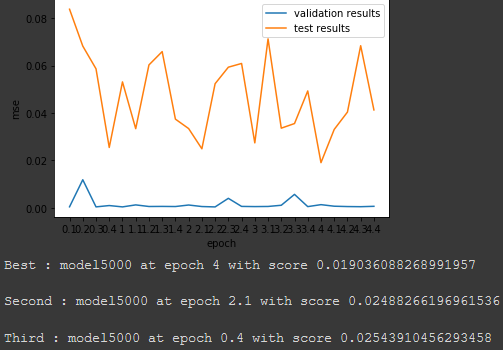 validation results
test results
0.08
0.06
0.04
0.02
0.00
mse
0.1 0.2 0.3 0.4 1 1.1 1.2 1.3 1.4 2 2.1 2.2 2.3 2.4 3 3.1 3.2 3.3 3.4 4 4.1 4.2 4.3 4.4
epoch
Best : model5000 at epoch 4 with score 0.019036088268991957
Second : model5000 at epoch 2.1 with score 0.02488266196961536
Third : model5000 at epoch 0.4 with score 0.02543910456293458